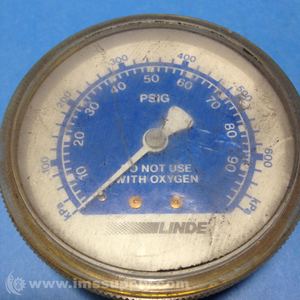 300 400
200 500
100 600
40 50 60
30 70
20 80
10 90
PSIG
DO NOT USE
WITH OXYGEN
kPa kPa
LINDE
© www.imssupply.com